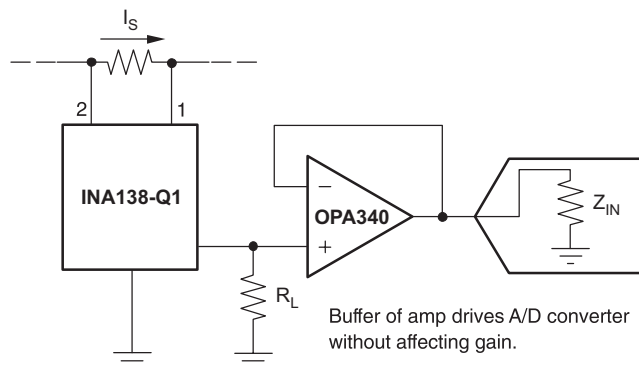 I_S
2
1
INA138-Q1
−
OPA340
+
Z_IN
R_L
Buffer of amp drives A/D converter
without affecting gain.